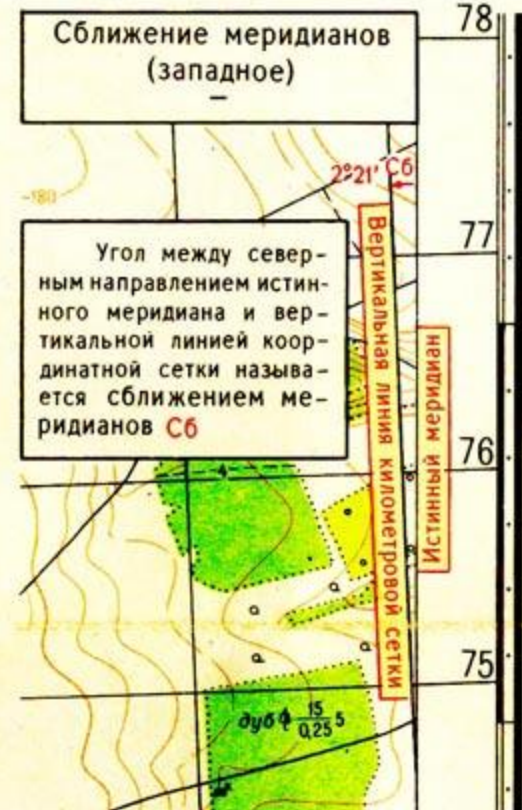 Сближение меридианов
(западное)
–
78
2°21' Сб
-180
77
Угол между север–
ным направлением истин–
ного меридиана и вер–
тикальной линией коор–
динатной сетки называ–
ется сближением ме–
ридианов Сб
Вертикальная линия километровой сетки
Истинный меридиан
76
75
дуб 15/0,25 5